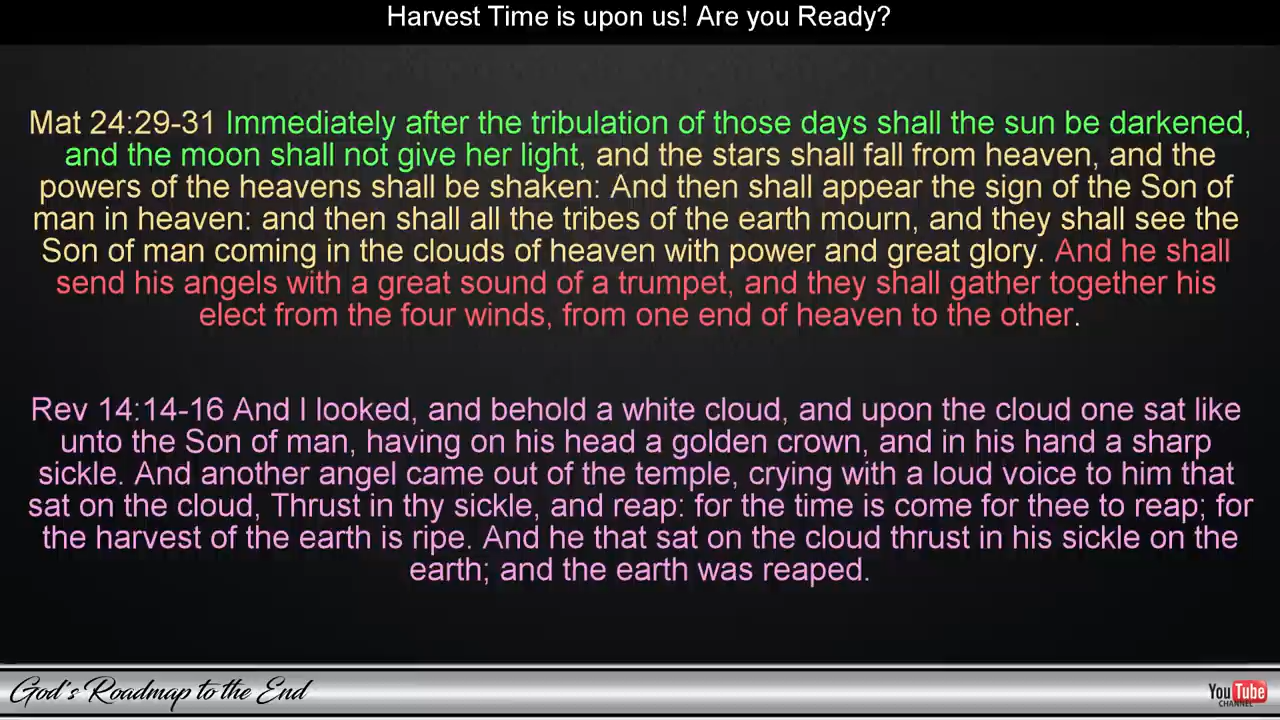 Harvest Time is upon us! Are you Ready?
Mat 24:29-31 Immediately after the tribulation of those days shall the sun be darkened,
and the moon shall not give her light, and the stars shall fall from heaven, and the
powers of the heavens shall be shaken: And then shall appear the sign of the Son of
man in heaven: and then shall all the tribes of the earth mourn, and they shall see the
Son of man coming in the clouds of heaven with power and great glory. And he shall
send his angels with a great sound of a trumpet, and they shall gather together his
elect from the four winds, from one end of heaven to the other.
Rev 14:14-16 And I looked, and behold a white cloud, and upon the cloud one sat like
unto the Son of man, having on his head a golden crown, and in his hand a sharp
sickle. And another angel came out of the temple, crying with a loud voice to him that
sat on the cloud, Thrust in thy sickle, and reap: for the time is come for thee to reap; for
the harvest of the earth is ripe. And he that sat on the cloud thrust in his sickle on the
earth; and the earth was reaped.
God's Roadmap to the End
YouTube
CHANNEL